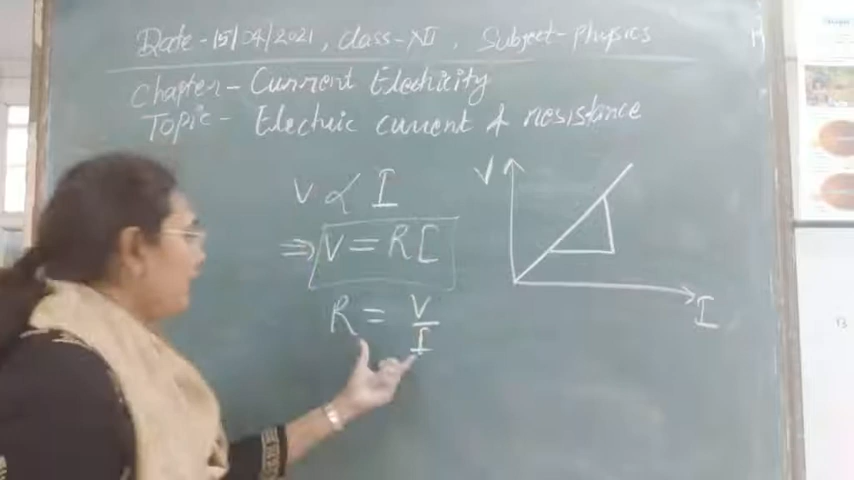 Date - 15/04/2021, class-XII, Subject-Physics
Chapter - Current Electricity
Topic - Electric current & resistance
V ∝ I
⇒ V = RI
R = V/I
V
I